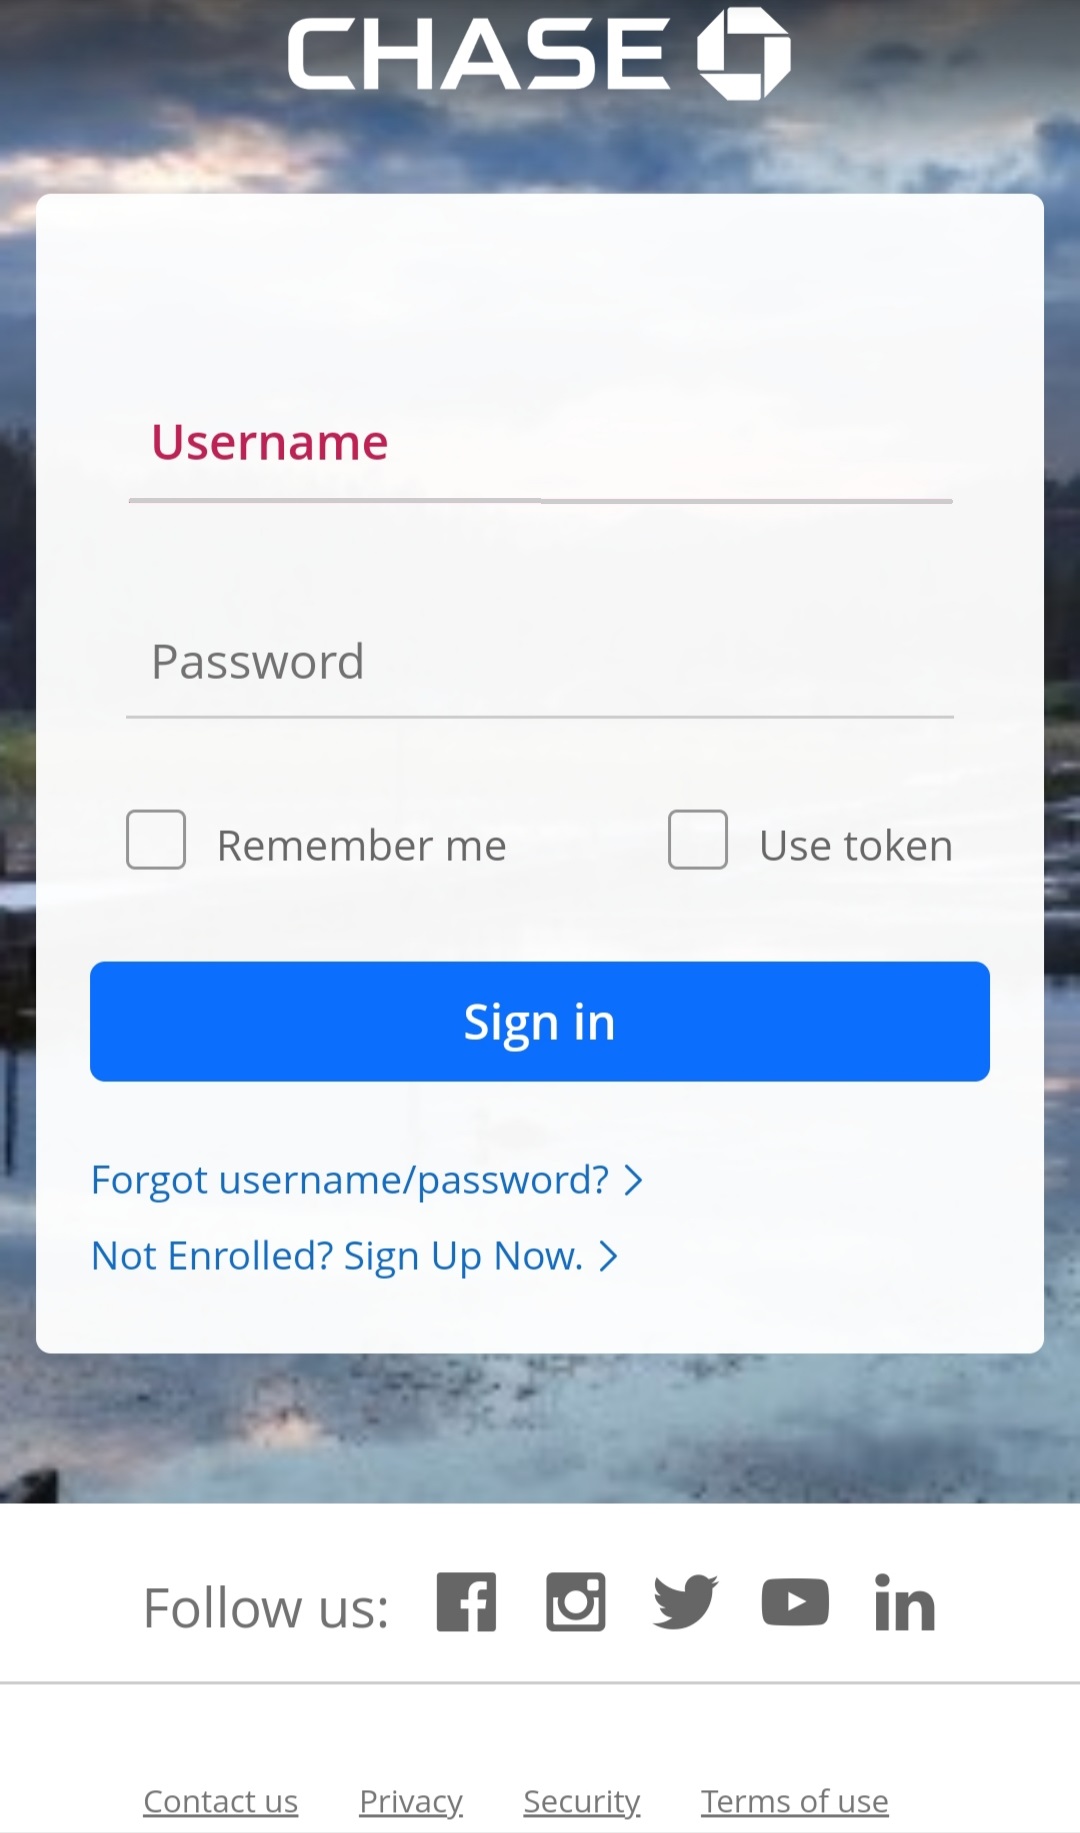 CHASE
Username
Password
Remember me
Use token
Sign in
Forgot username/password?
Not Enrolled? Sign Up Now.
Follow us:
Contact us Privacy Security Terms of use